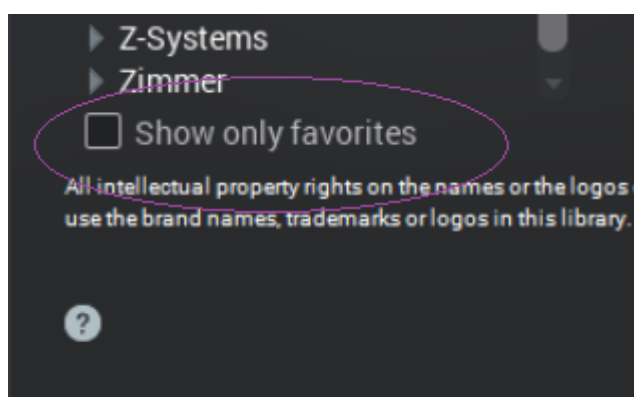 Z-Systems
Zimmer
Show only favorites
All intellectual property rights on the names or the logos
use the brand names, trademarks or logos in this library.
?